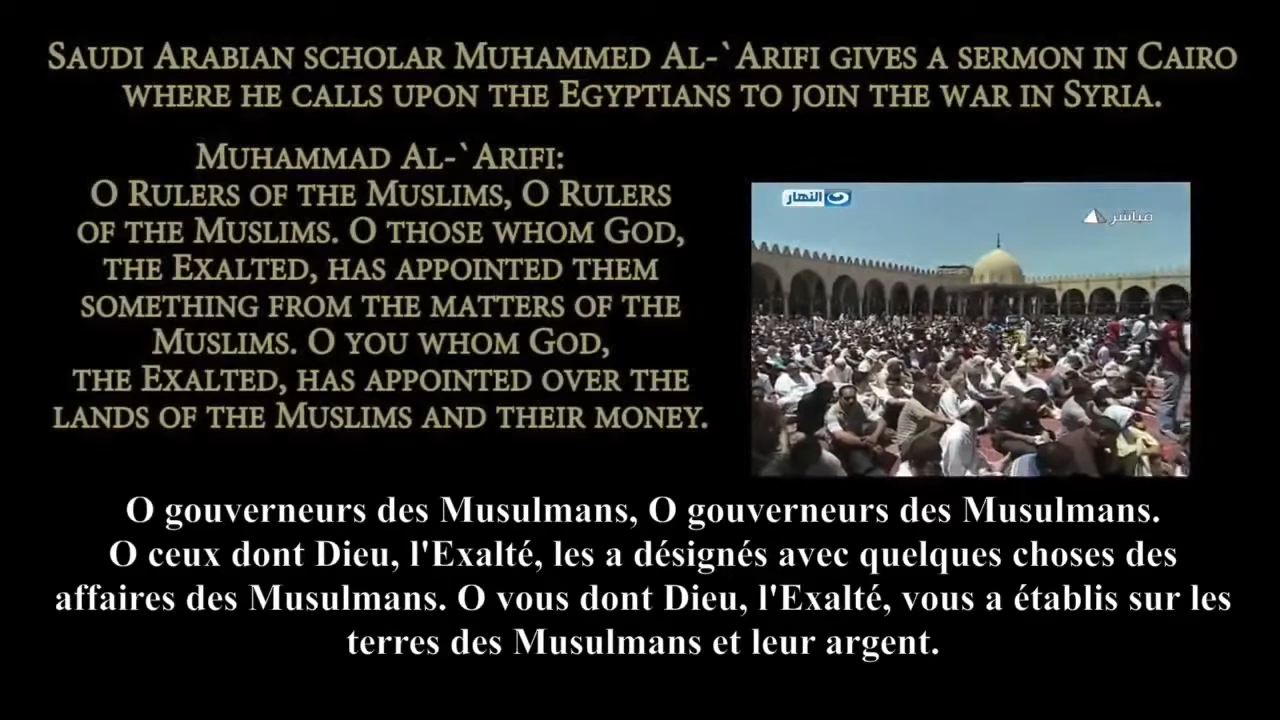 Saudi Arabian scholar Muhammed Al-`Arifi gives a sermon in Cairo
where he calls upon the Egyptians to join the war in Syria.
Muhammad Al-`Arifi:
O Rulers of the Muslims, O Rulers
of the Muslims. O those whom God,
the Exalted, has appointed them
something from the matters of the
Muslims. O you whom God,
the Exalted, has appointed over the
lands of the Muslims and their money.
النهار
مباشر
O gouverneurs des Musulmans, O gouverneurs des Musulmans.
O ceux dont Dieu, l'Exalté, les a désignés avec quelques choses des
affaires des Musulmans. O vous dont Dieu, l'Exalté, vous a établis sur les
terres des Musulmans et leur argent.